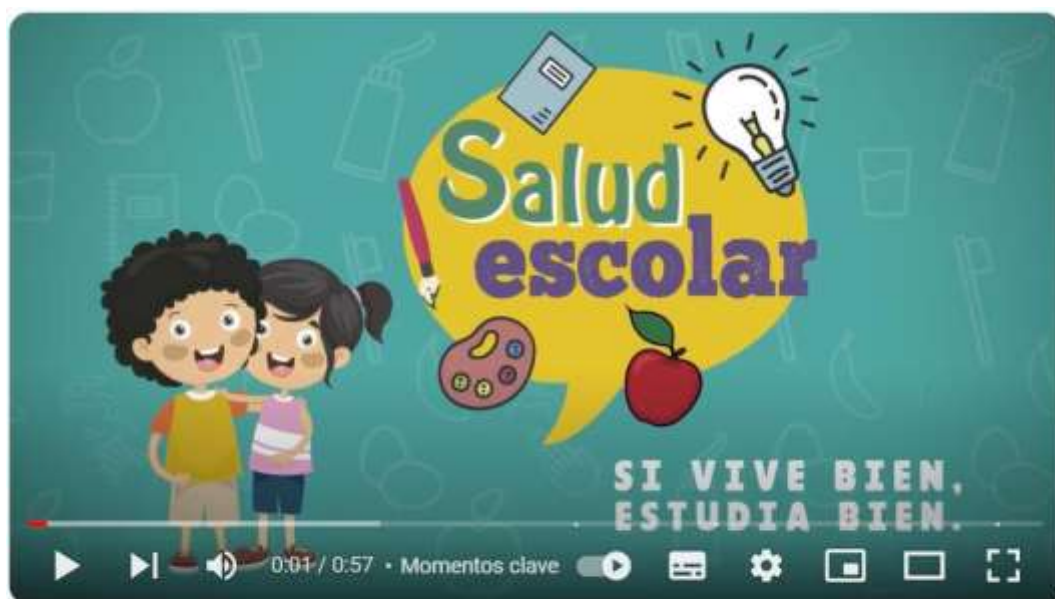 Salud
escolar
SI VIVE BIEN,
ESTUDIA BIEN.
0:01 / 0:57 • Momentos clave